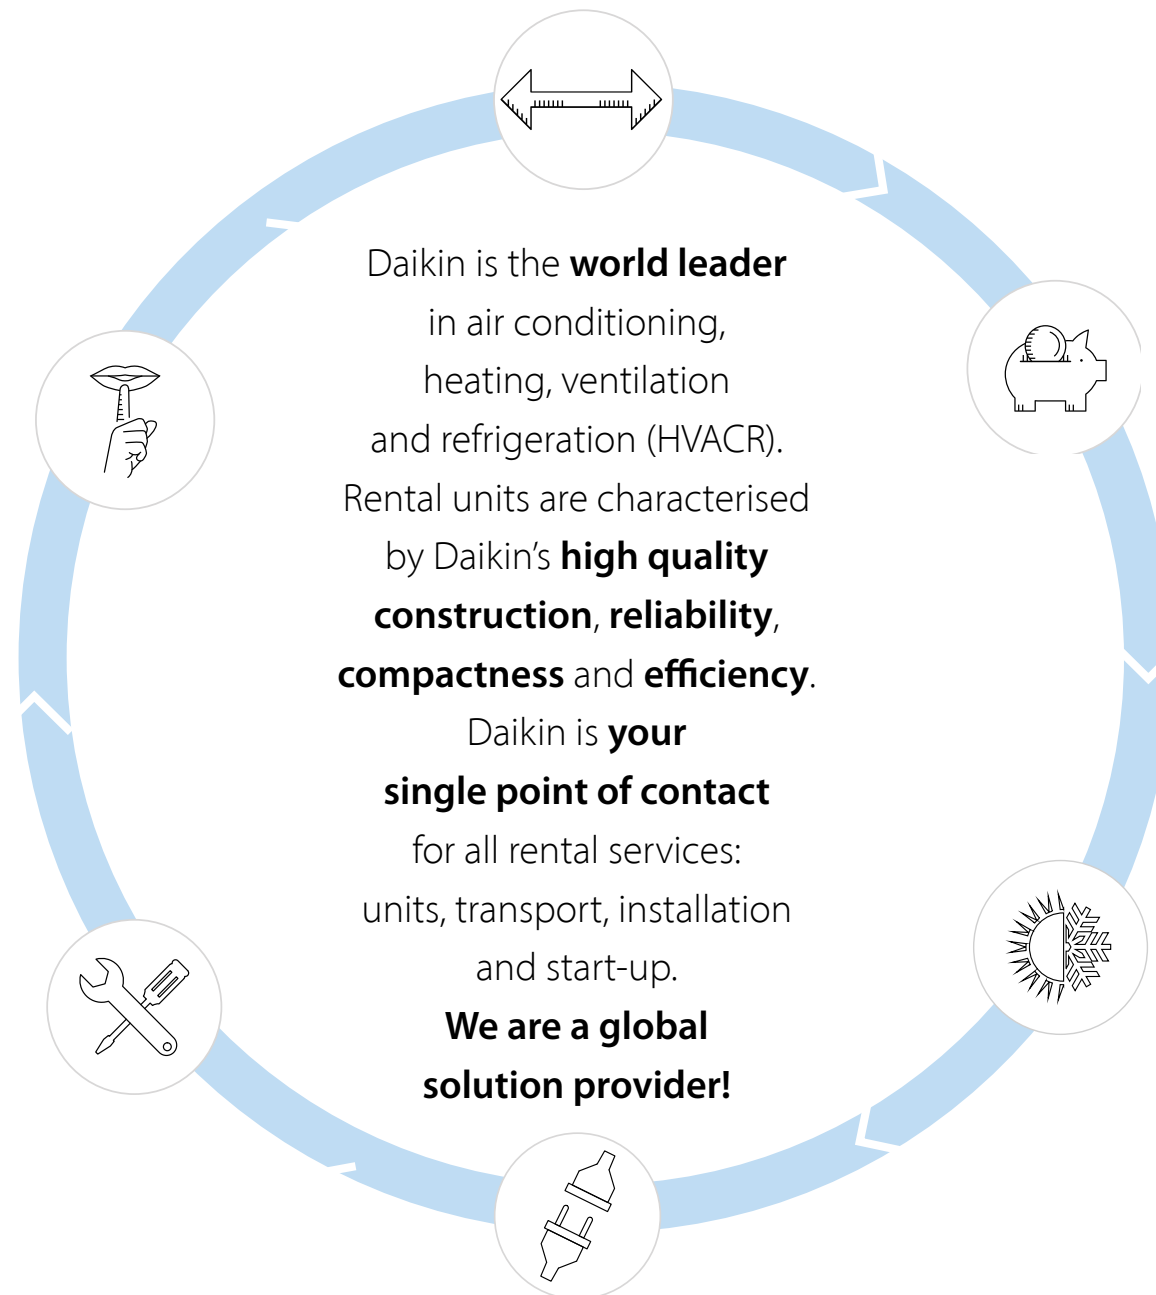 Daikin is the world leader
in air conditioning,
heating, ventilation
and refrigeration (HVACR).
Rental units are characterised
by Daikin’s high quality
construction, reliability,
compactness and efficiency.
Daikin is your
single point of contact
for all rental services:
units, transport, installation
and start-up.
We are a global
solution provider!